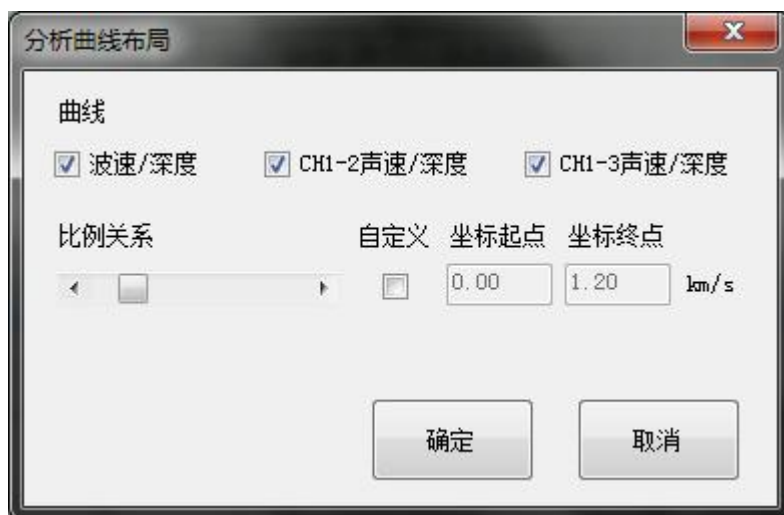 分析曲线布局
曲线
波速/深度 CH1-2声速/深度 CH1-3声速/深度
比例关系 自定义 坐标起点 坐标终点
0.00 1.20 km/s
确定 取消